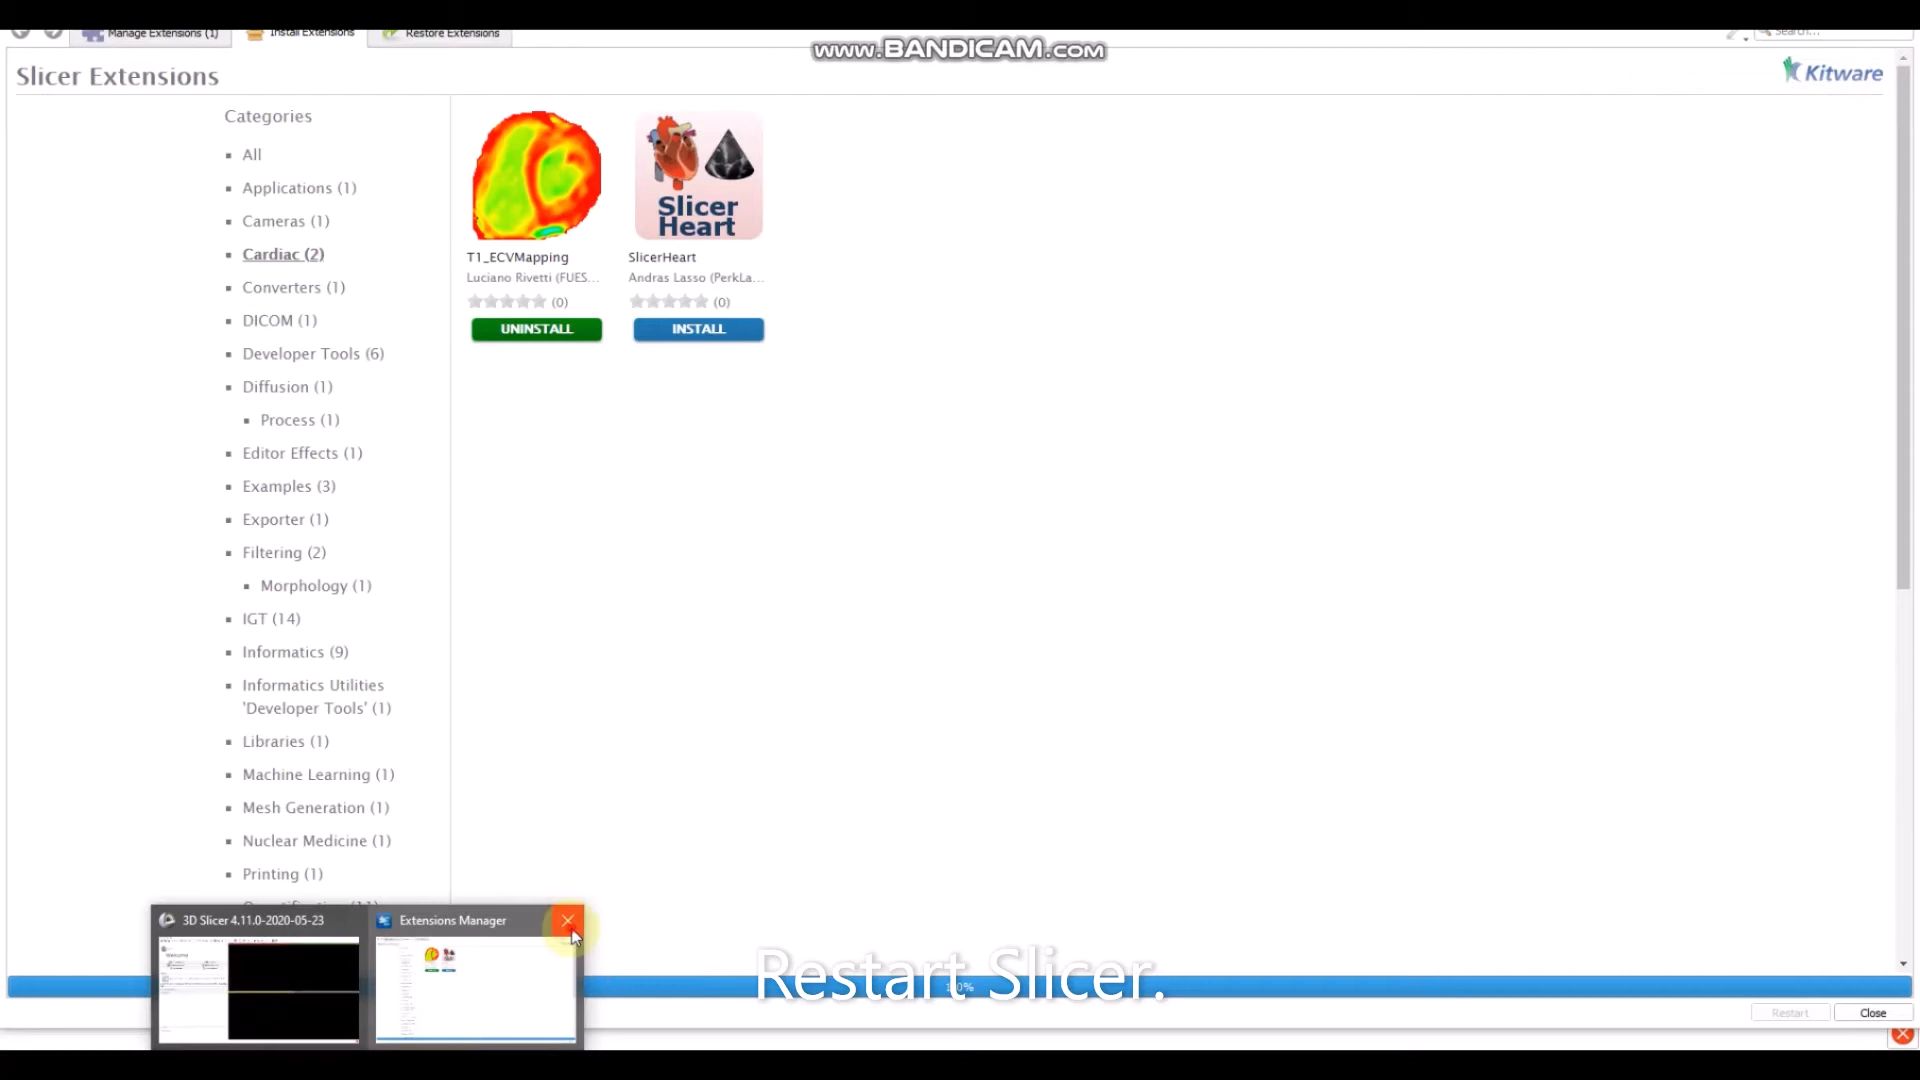 Manage Extensions (1)
Install Extensions
Restore Extensions
Search...
www.BANDICAM.com
Slicer Extensions
Kitware
Categories
All
Applications (1)
Cameras (1)
Cardiac (2)
Converters (1)
DICOM (1)
Developer Tools (6)
Diffusion (1)
Process (1)
Editor Effects (1)
Examples (3)
Exporter (1)
Filtering (2)
Morphology (1)
IGT (14)
Informatics (9)
Informatics Utilities
'Developer Tools' (1)
Libraries (1)
Machine Learning (1)
Mesh Generation (1)
Nuclear Medicine (1)
Printing (1)
T1_ECVMapping
Luciano Rivetti (FUES...
(0)
UNINSTALL
Slicer
Heart
SlicerHeart
Andras Lasso (PerkLa...
(0)
INSTALL
3D Slicer 4.11.0-2020-05-23
Extensions Manager
Restart Slicer.
Restart
Close